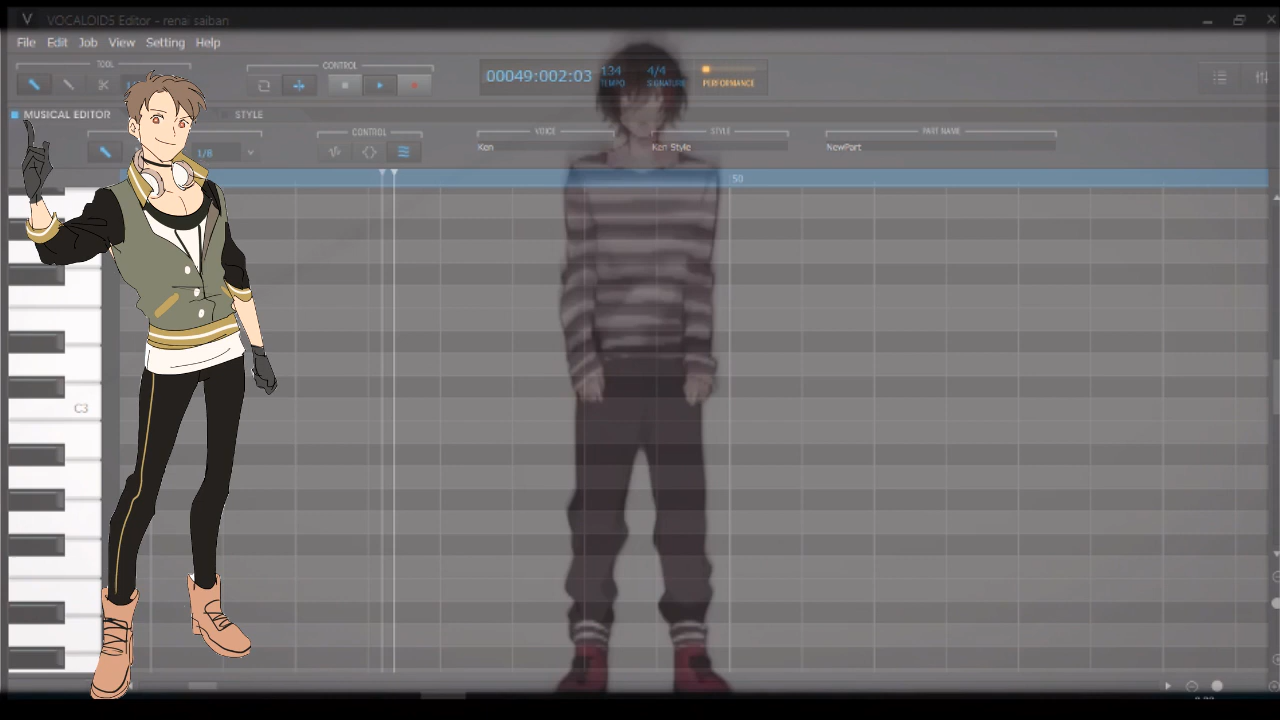 V VOCALOID5 Editor - renai saiban
File Edit Job View Setting Help
TOOL CONTROL
00049:002:03 134 4/4
TEMPO SIGNATURE PERFORMANCE
MUSICAL EDITOR STYLE
CONTROL VOICE STYLE PART NAME
1/8 Ken Ken Style NewPart
50
C3